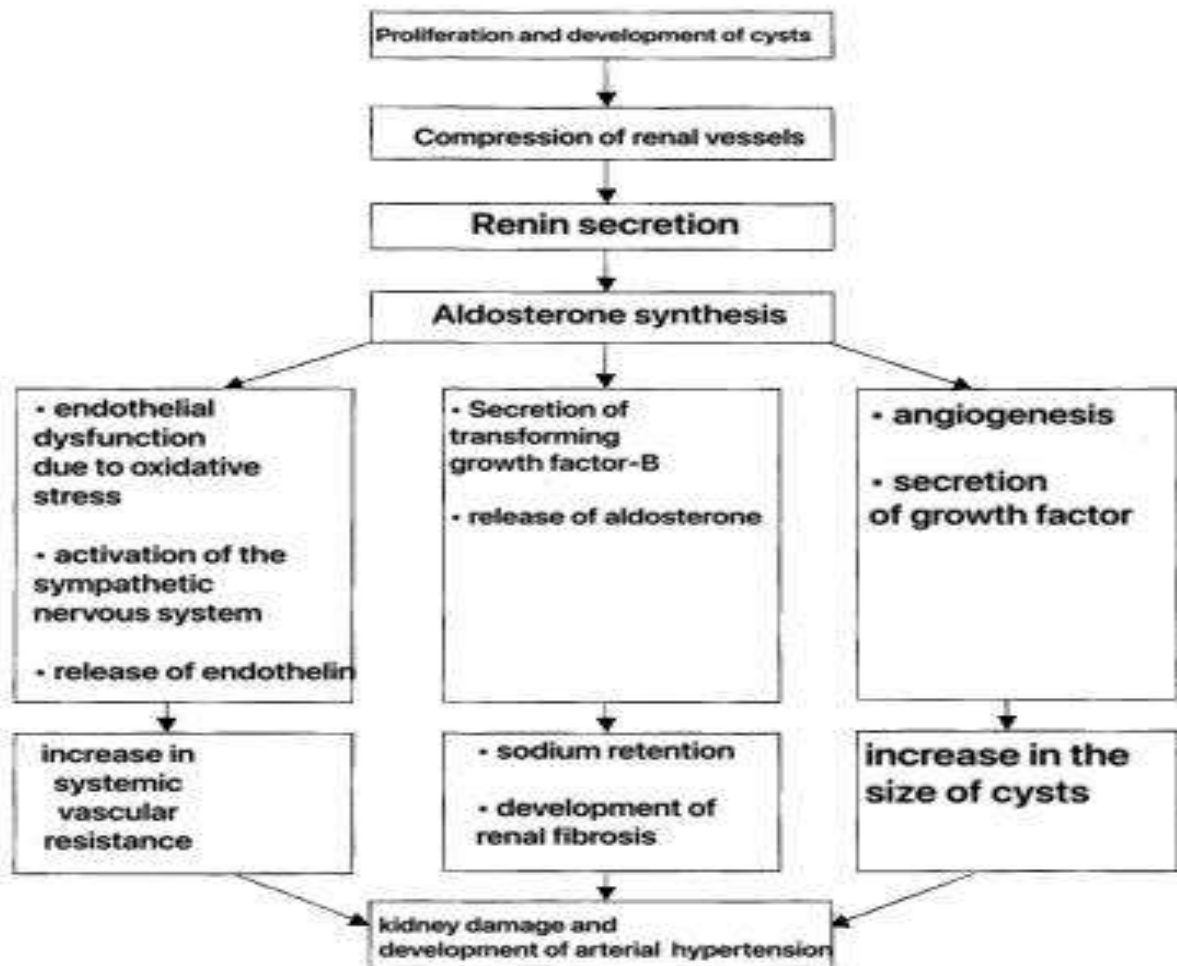 Proliferation and development of cysts
Compression of renal vessels
Renin secretion
Aldosterone synthesis
• endothelial
dysfunction
due to oxidative
stress
• activation of the
sympathetic
nervous system
• release of endothelin
• Secretion of
transforming
growth factor-B
• release of aldosterone
• angiogenesis
• secretion
of growth factor
increase in
systemic
vascular
resistance
• sodium retention
• development of
renal fibrosis
increase in the
size of cysts
kidney damage and
development of arterial hypertension